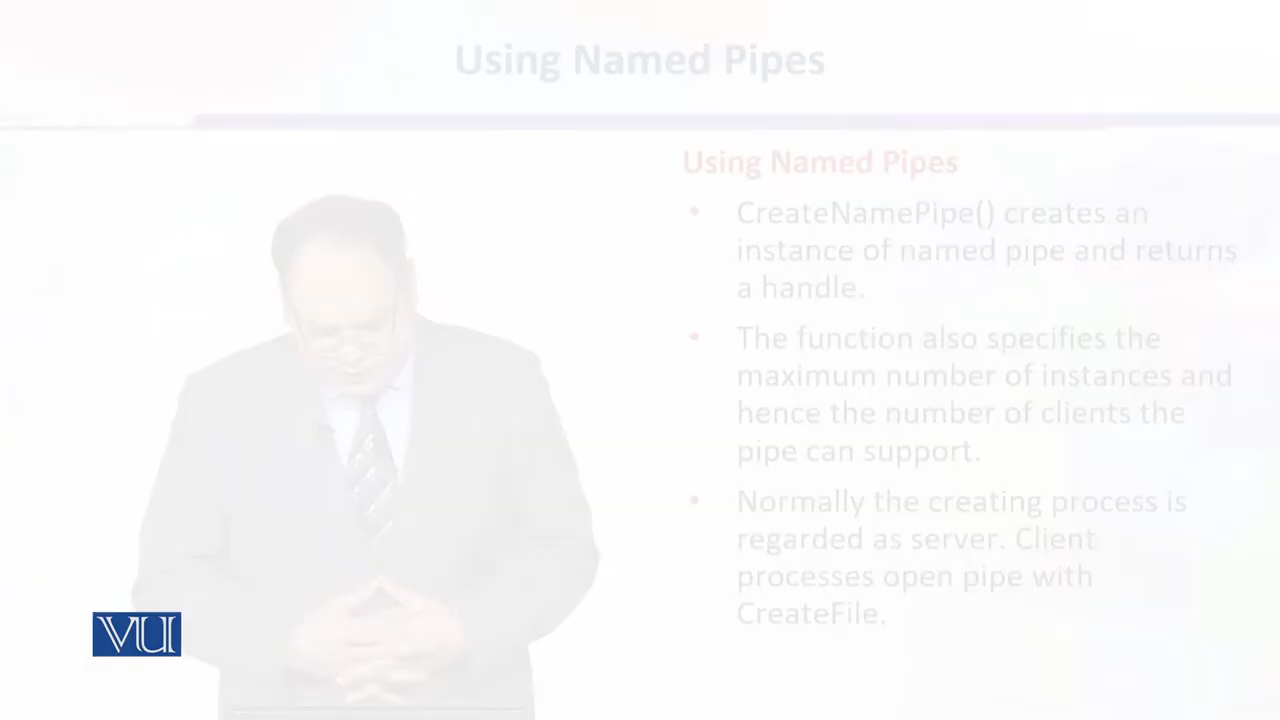 Using Named Pipes
Using Named Pipes
• CreateNamePipe() creates an
instance of named pipe and returns
a handle.
• The function also specifies the
maximum number of instances and
hence the number of clients the
pipe can support.
• Normally the creating process is
regarded as server. Client
processes open pipe with
CreateFile.
VU